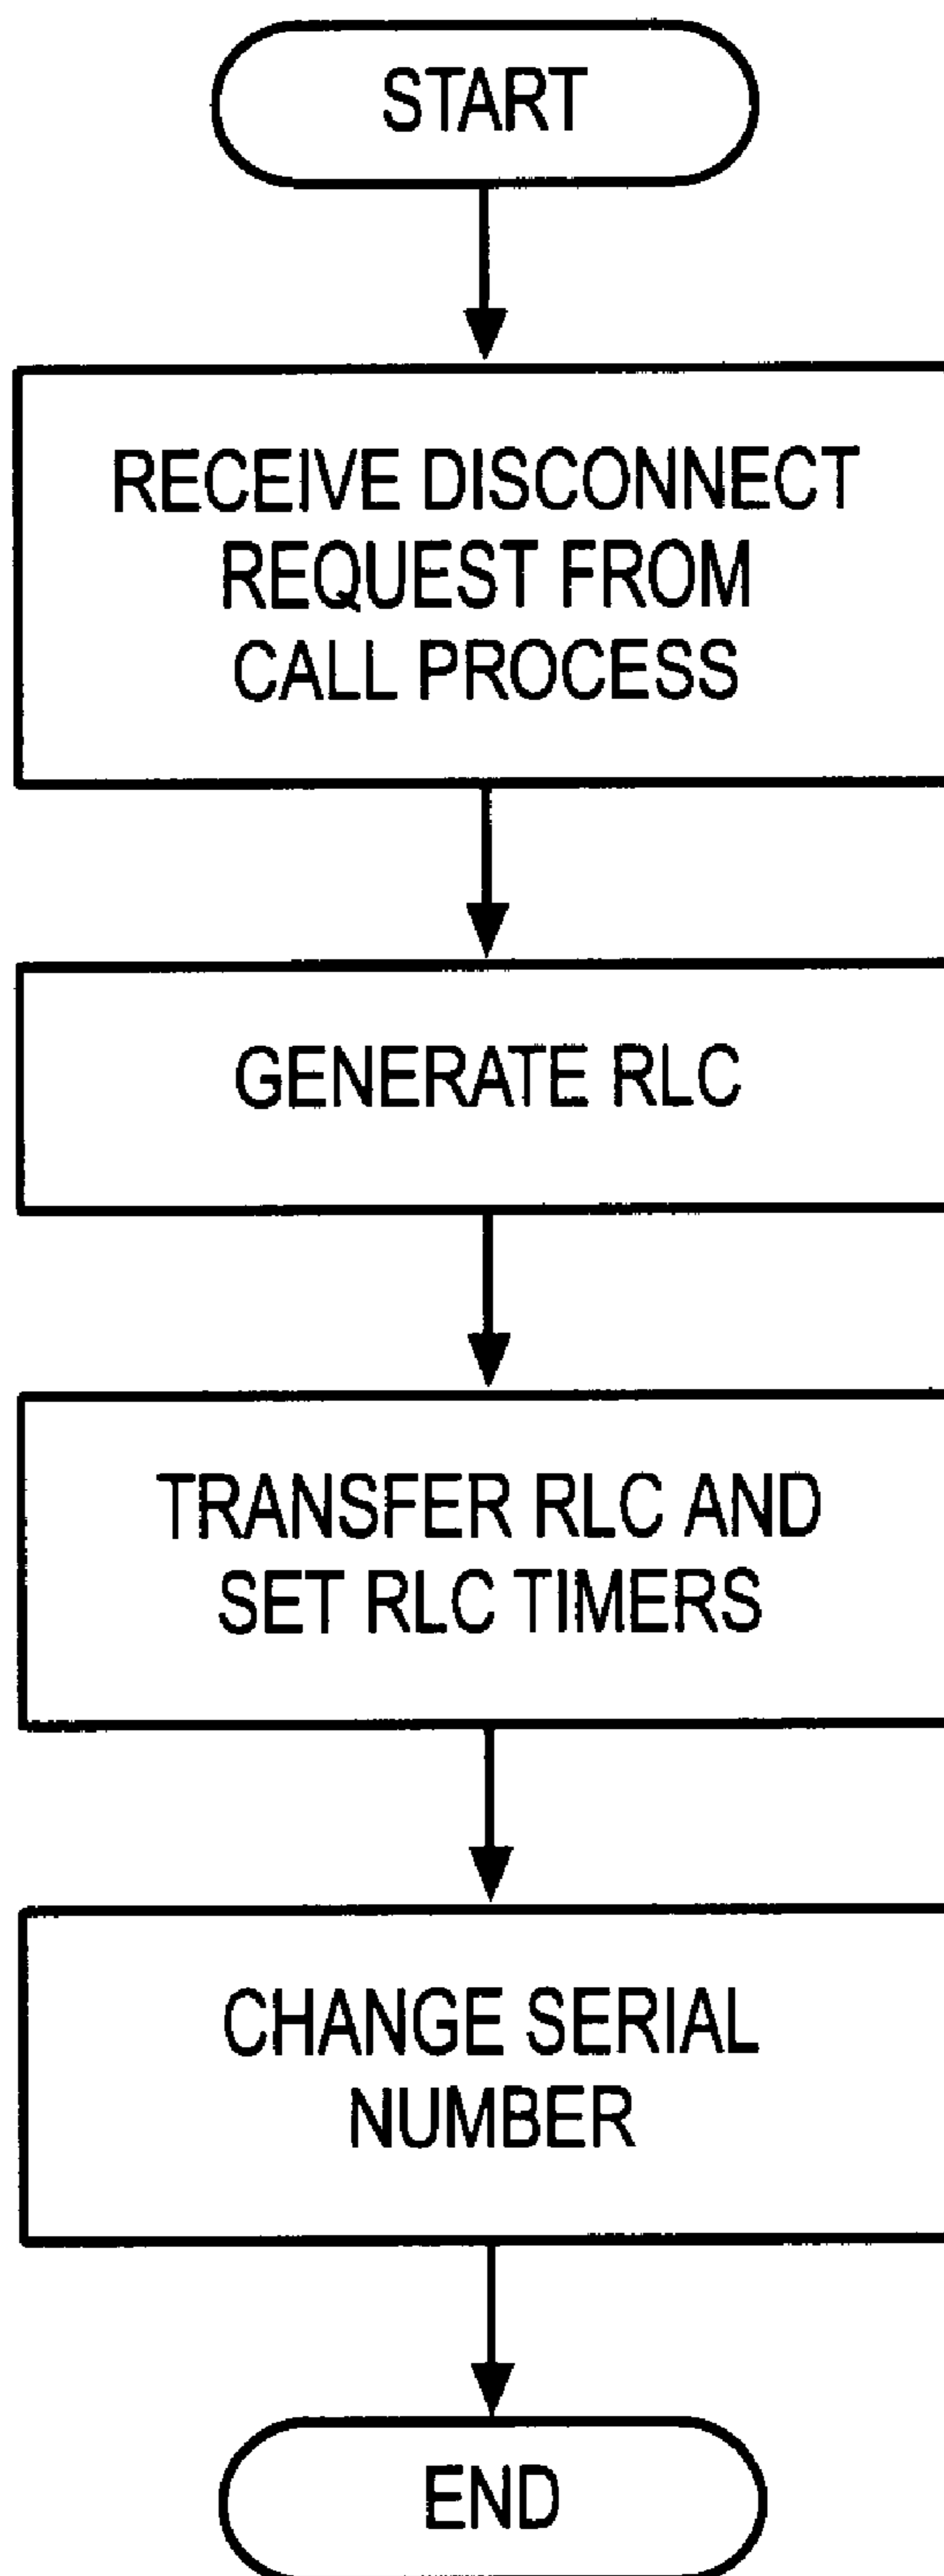 START
RECEIVE DISCONNECT
REQUEST FROM
CALL PROCESS
GENERATE RLC
TRANSFER RLC AND
SET RLC TIMERS
CHANGE SERIAL
NUMBER
END